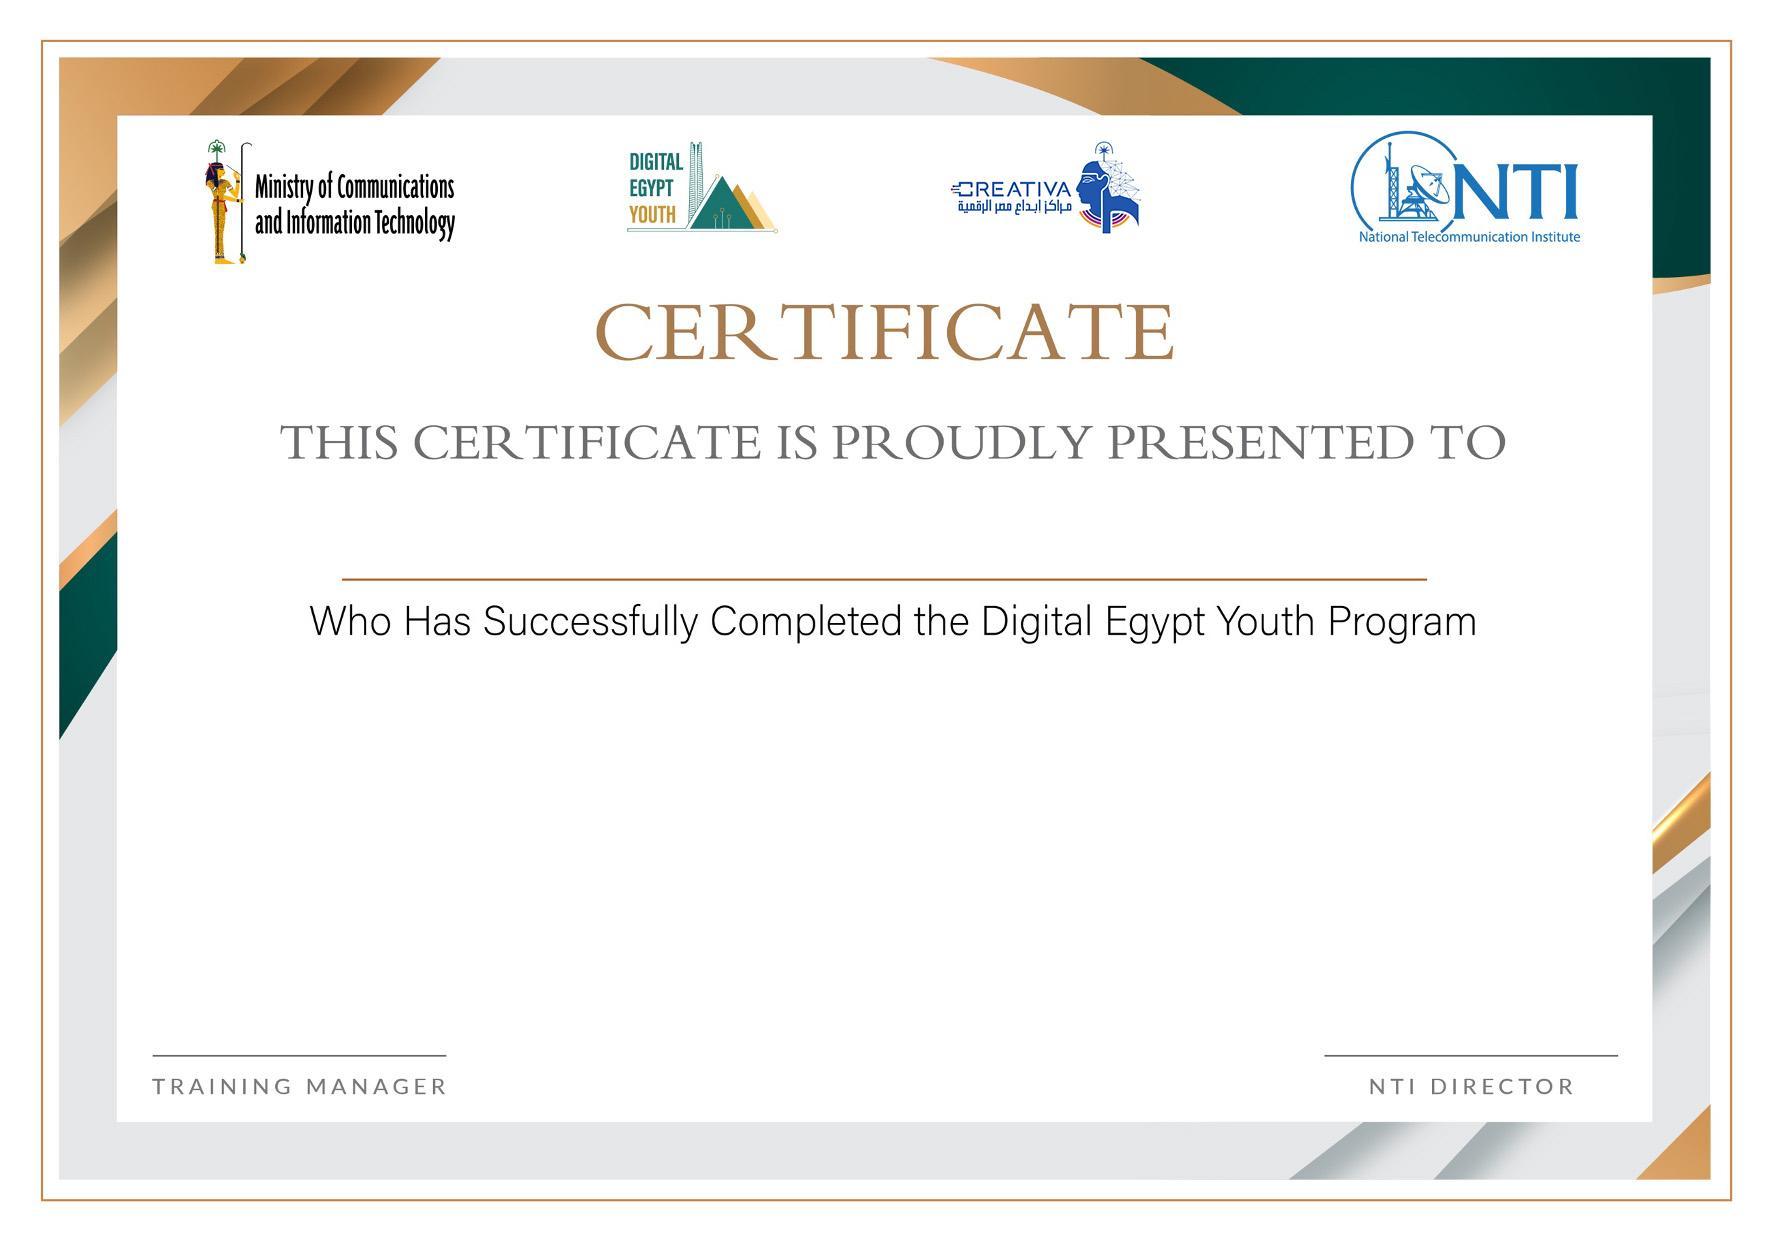 Ministry of Communications
and Information Technology
DIGITAL
EGYPT
YOUTH
CREATIVA
مراكز إبداع مصر الرقمية
NTI
National Telecommunication Institute
CERTIFICATE
THIS CERTIFICATE IS PROUDLY PRESENTED TO
Who Has Successfully Completed the Digital Egypt Youth Program
TRAINING MANAGER
NTI DIRECTOR